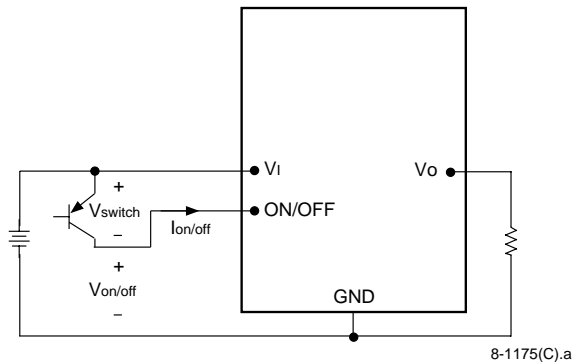 VI
VO
+
Vswitch
ON/OFF
Ion/off
–
+
Von/off
–
GND
8-1175(C).a